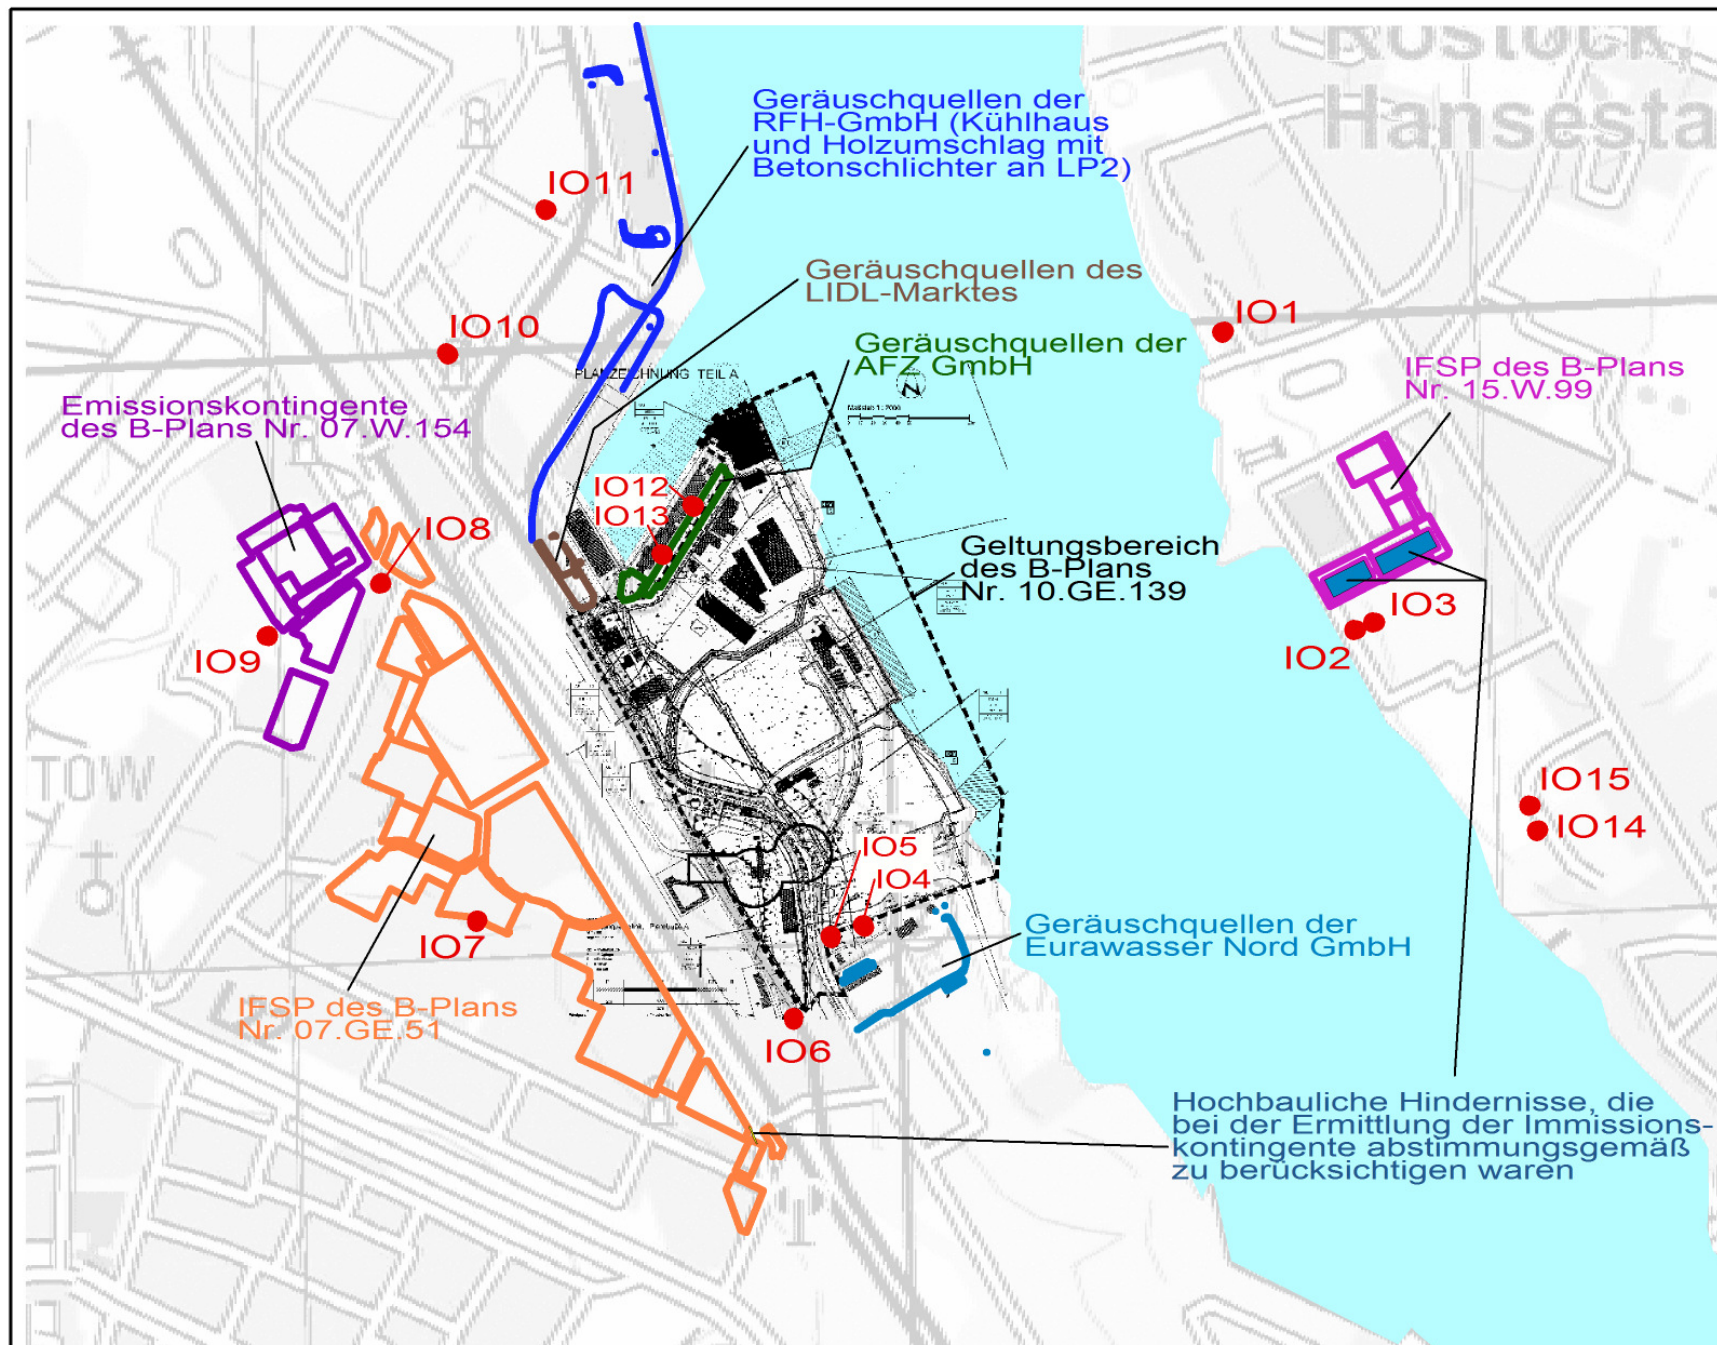 Rostock,
Hansesta
Geräuschquellen der
RFH-GmbH (Kühlhaus
und Holzumschlag mit
Betonschlichter an LP2)
IO11
Geräuschquellen des
LIDL-Marktes
IO1
IO10
Geräuschquellen der
AFZ GmbH
IFSP des B-Plans
Nr. 15.W.99
PLANZEICHNUNG TEIL A
Emissionskontingente
des B-Plans Nr. 07.W.154
IO12
IO13
IO8
Geltungsbereich
des B-Plans
Nr. 10.GE.139
IO3
IO2
IO9
TOW
IO15
IO14
IO5
IO4
IO7
Geräuschquellen der
Eurawasser Nord GmbH
IFSP des B-Plans
Nr. 07.GE.51
IO6
Hochbauliche Hindernisse, die
bei der Ermittlung der Immissions-
kontingente abstimmungsgemäß
zu berücksichtigen waren